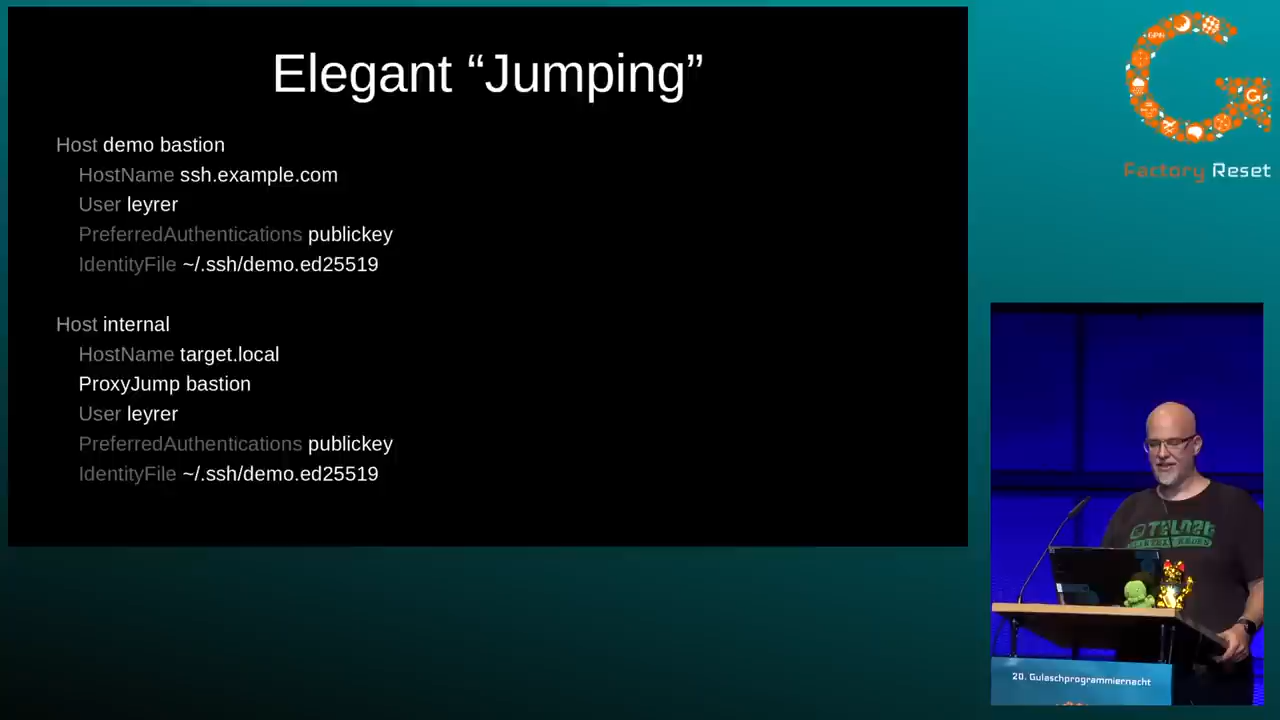 Elegant “Jumping”
Host demo bastion
HostName ssh.example.com
User leyrer
PreferredAuthentications publickey
IdentityFile ~/.ssh/demo.ed25519
Host internal
HostName target.local
ProxyJump bastion
User leyrer
PreferredAuthentications publickey
IdentityFile ~/.ssh/demo.ed25519
GPN
G
Factory Reset
20. Gulaschprogrammiernacht